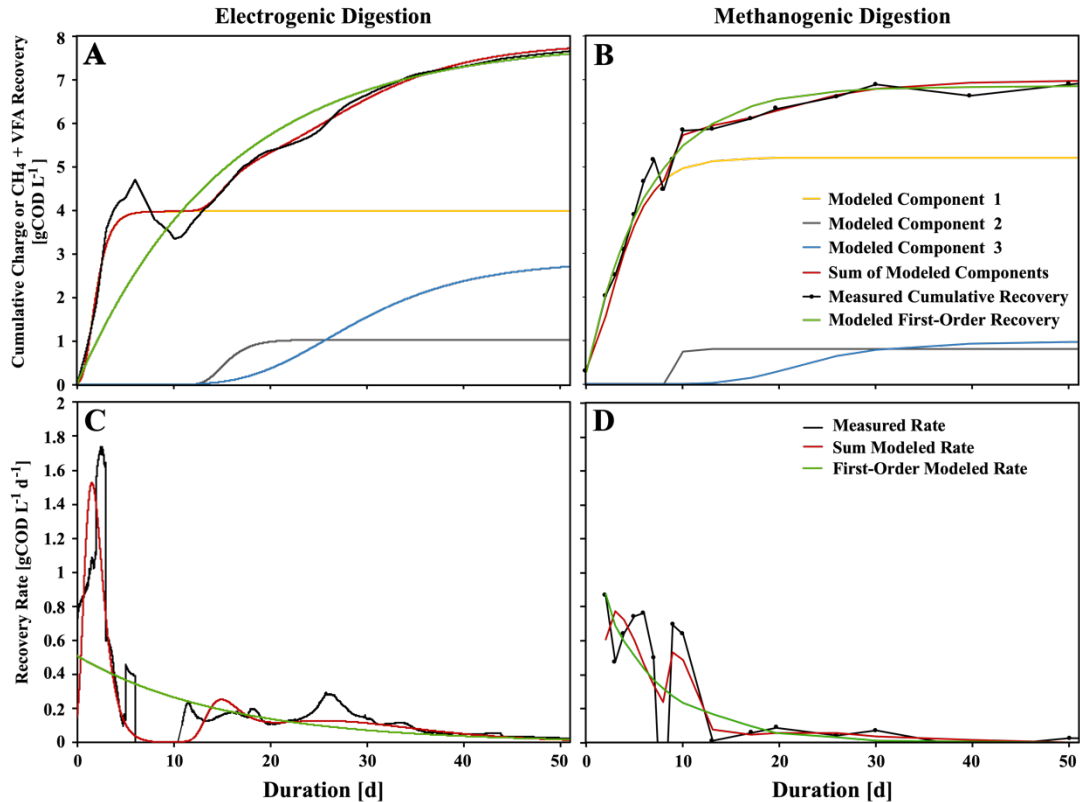 Electrogenic Digestion
Methanogenic Digestion
Cumulative Charge or CH₄ + VFA Recovery
[gCOD L⁻¹]
A
8
7
6
5
4
3
2
1
0
B
Modeled Component 1
Modeled Component 2
Modeled Component 3
Sum of Modeled Components
Measured Cumulative Recovery
Modeled First-Order Recovery
Recovery Rate [gCOD L⁻¹ d⁻¹]
C
2
1.8
1.6
1.4
1.2
1
0.8
0.6
0.4
0.2
0
0 10 20 30 40 50
Duration [d]
D
Measured Rate
Sum Modeled Rate
First-Order Modeled Rate
0 10 20 30 40 50
Duration [d]